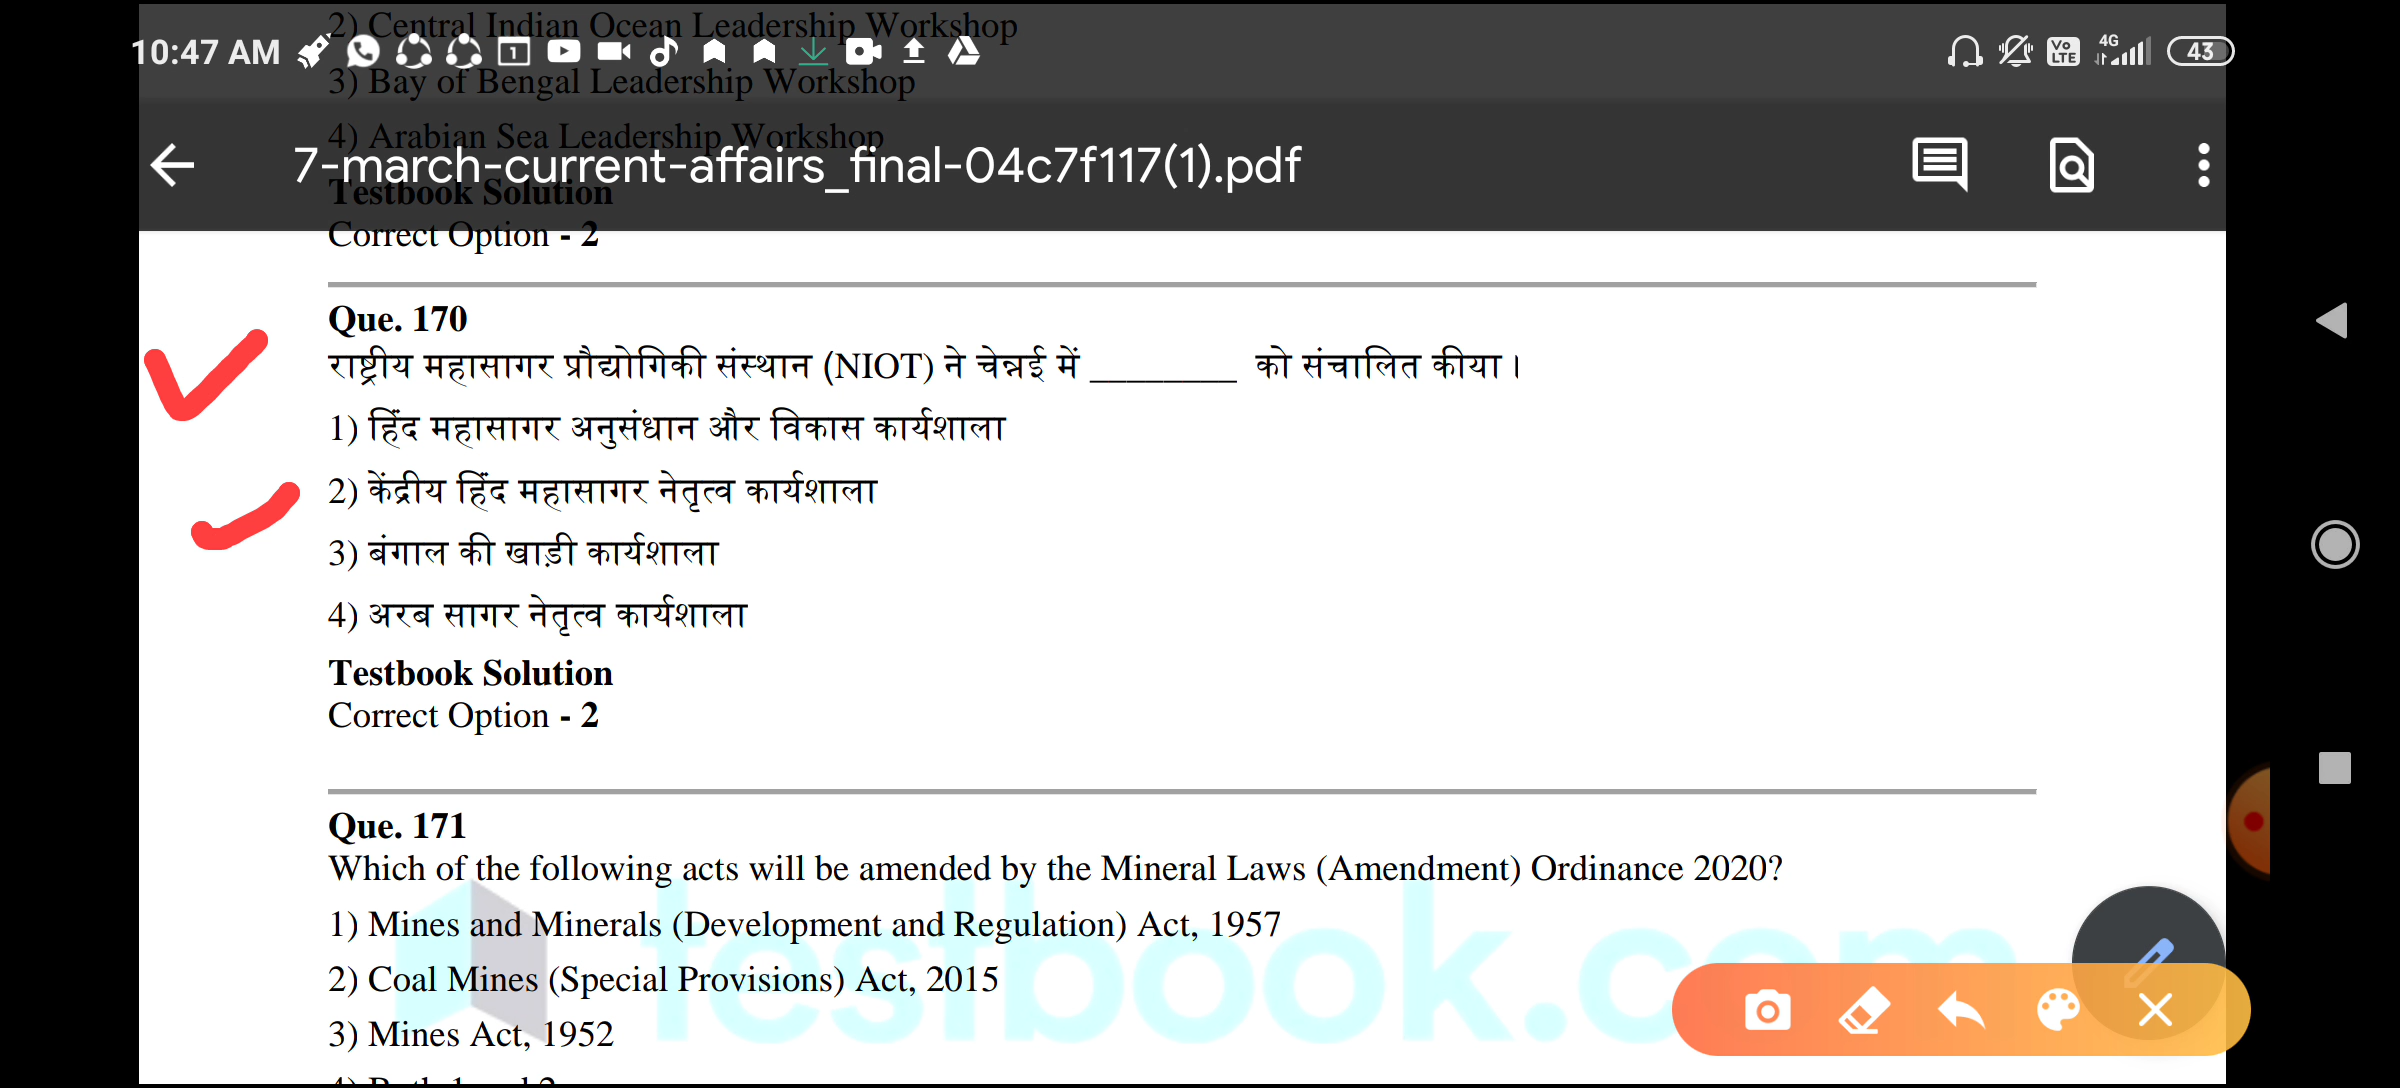 2) Central Indian Ocean Leadership Workshop
10:47 AM
4G
Vo LTE
43
3) Bay of Bengal Leadership Workshop
4) Arabian Sea Leadership Workshop
7-march-current-affairs_final-04c7f117(1).pdf
Testbook Solution
Correct Option - 2
Que. 170
राष्ट्रीय महासागर प्रौद्योगिकी संस्थान (NIOT) ने चेन्नई में ________ को संचालित कीया।
1) हिंद महासागर अनुसंधान और विकास कार्यशाला
2) केंद्रीय हिंद महासागर नेतृत्व कार्यशाला
3) बंगाल की खाड़ी कार्यशाला
4) अरब सागर नेतृत्व कार्यशाला
Testbook Solution
Correct Option - 2
Que. 171
Which of the following acts will be amended by the Mineral Laws (Amendment) Ordinance 2020?
1) Mines and Minerals (Development and Regulation) Act, 1957
2) Coal Mines (Special Provisions) Act, 2015
3) Mines Act, 1952
testbook.com